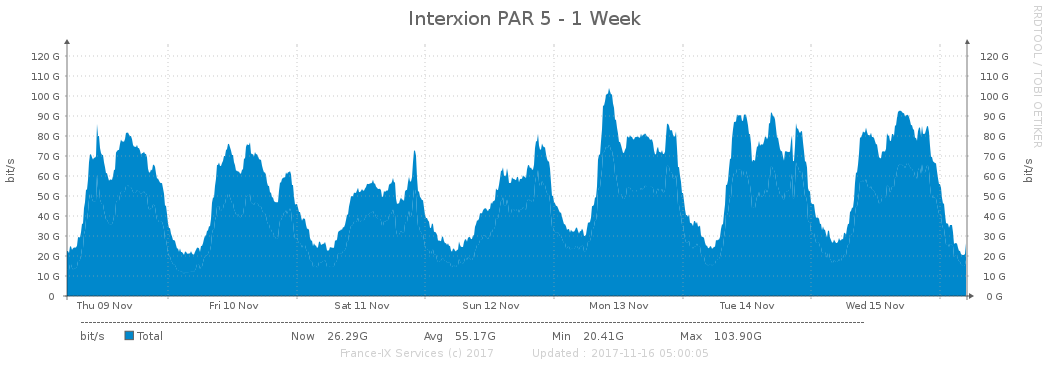 Interxion PAR 5 - 1 Week
RRDTOOL / TOBI OETIKER
bit/s
bit/s
120 G 120 G
110 G 110 G
100 G 100 G
90 G 90 G
80 G 80 G
70 G 70 G
60 G 60 G
50 G 50 G
40 G 40 G
30 G 30 G
20 G 20 G
10 G 10 G
0 0 G
Thu 09 Nov Fri 10 Nov Sat 11 Nov Sun 12 Nov Mon 13 Nov Tue 14 Nov Wed 15 Nov
bit/s Total Now 26.29G Avg 55.17G Min 20.41G Max 103.90G
France-IX Services (c) 2017 Updated : 2017-11-16 05:00:05